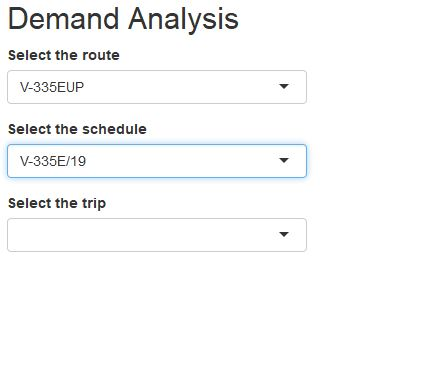 Demand Analysis
Select the route
V-335EUP
Select the schedule
V-335E/19
Select the trip